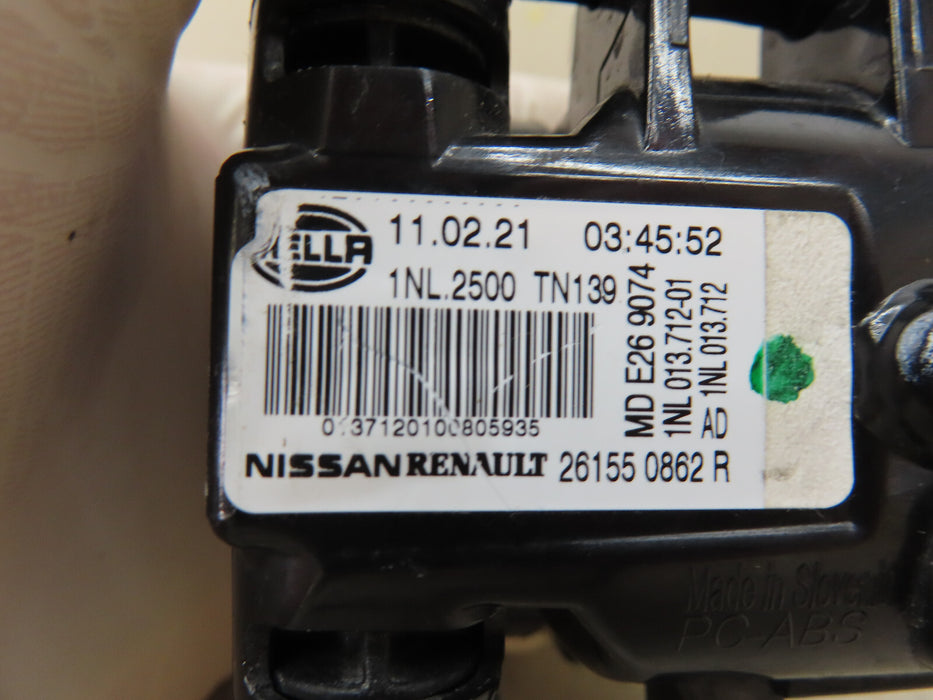 HELLA
11.02.21 03:45:52
1NL.2500 TN139
MD E26 9074
1NL 013.712-01
AD 1NL 013.712
0137120100805935
NISSAN RENAULT 26155 0862 R
Made in
PC-ABS